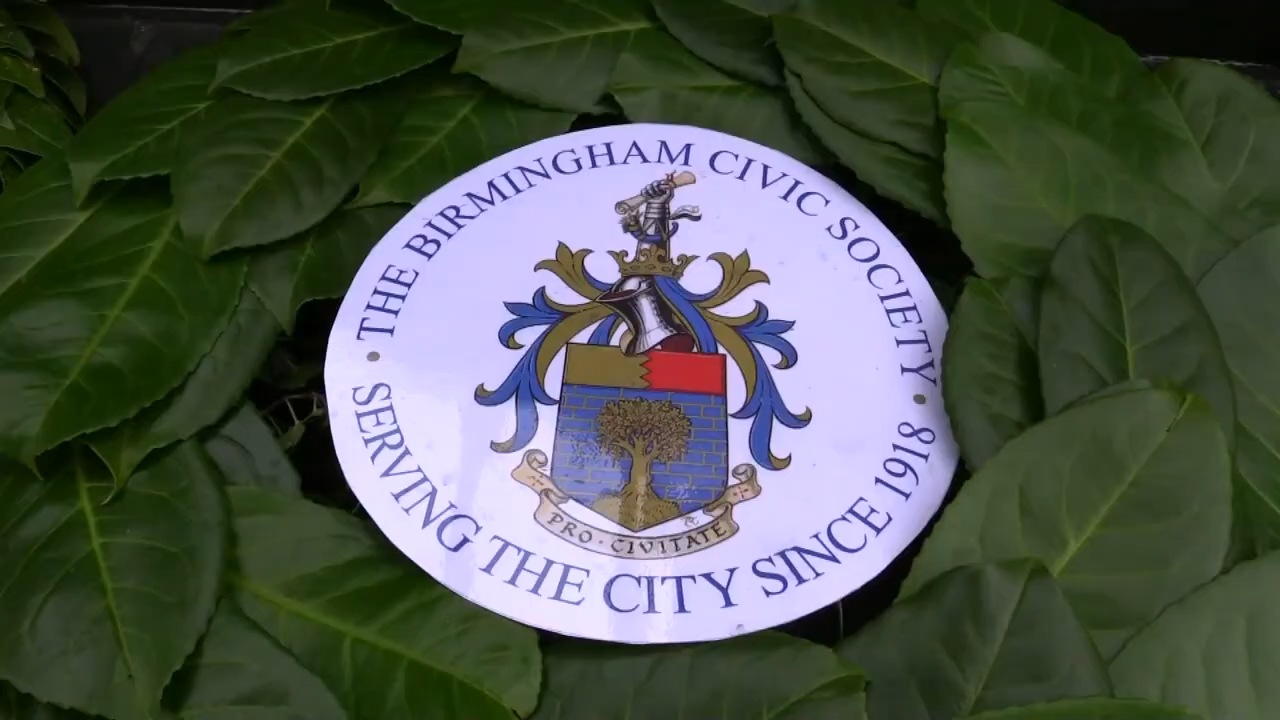 THE BIRMINGHAM CIVIC SOCIETY
PRO · CIVITATE
SERVING THE CITY SINCE 1918